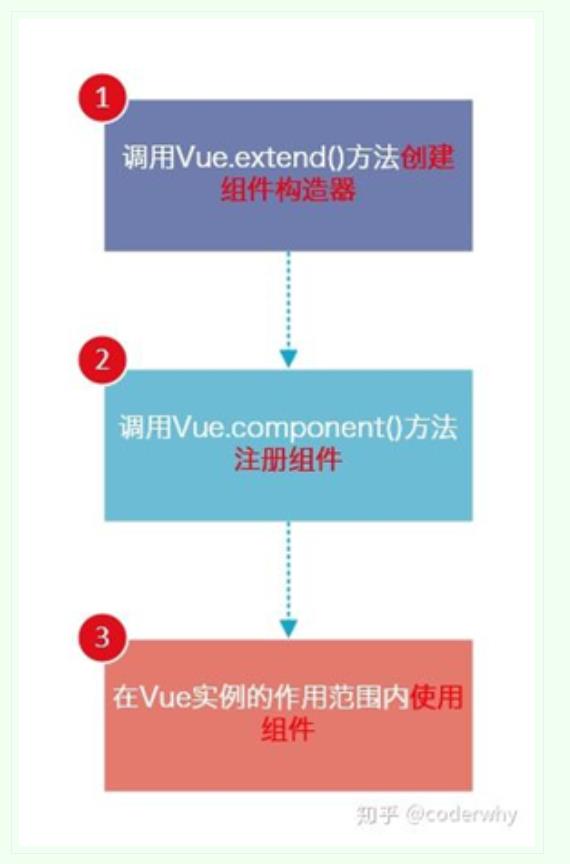 1
调用Vue.extend()方法创建
组件构造器
2
调用Vue.component()方法
注册组件
3
在Vue实例的作用范围内使用
组件
知乎 @coderwhy